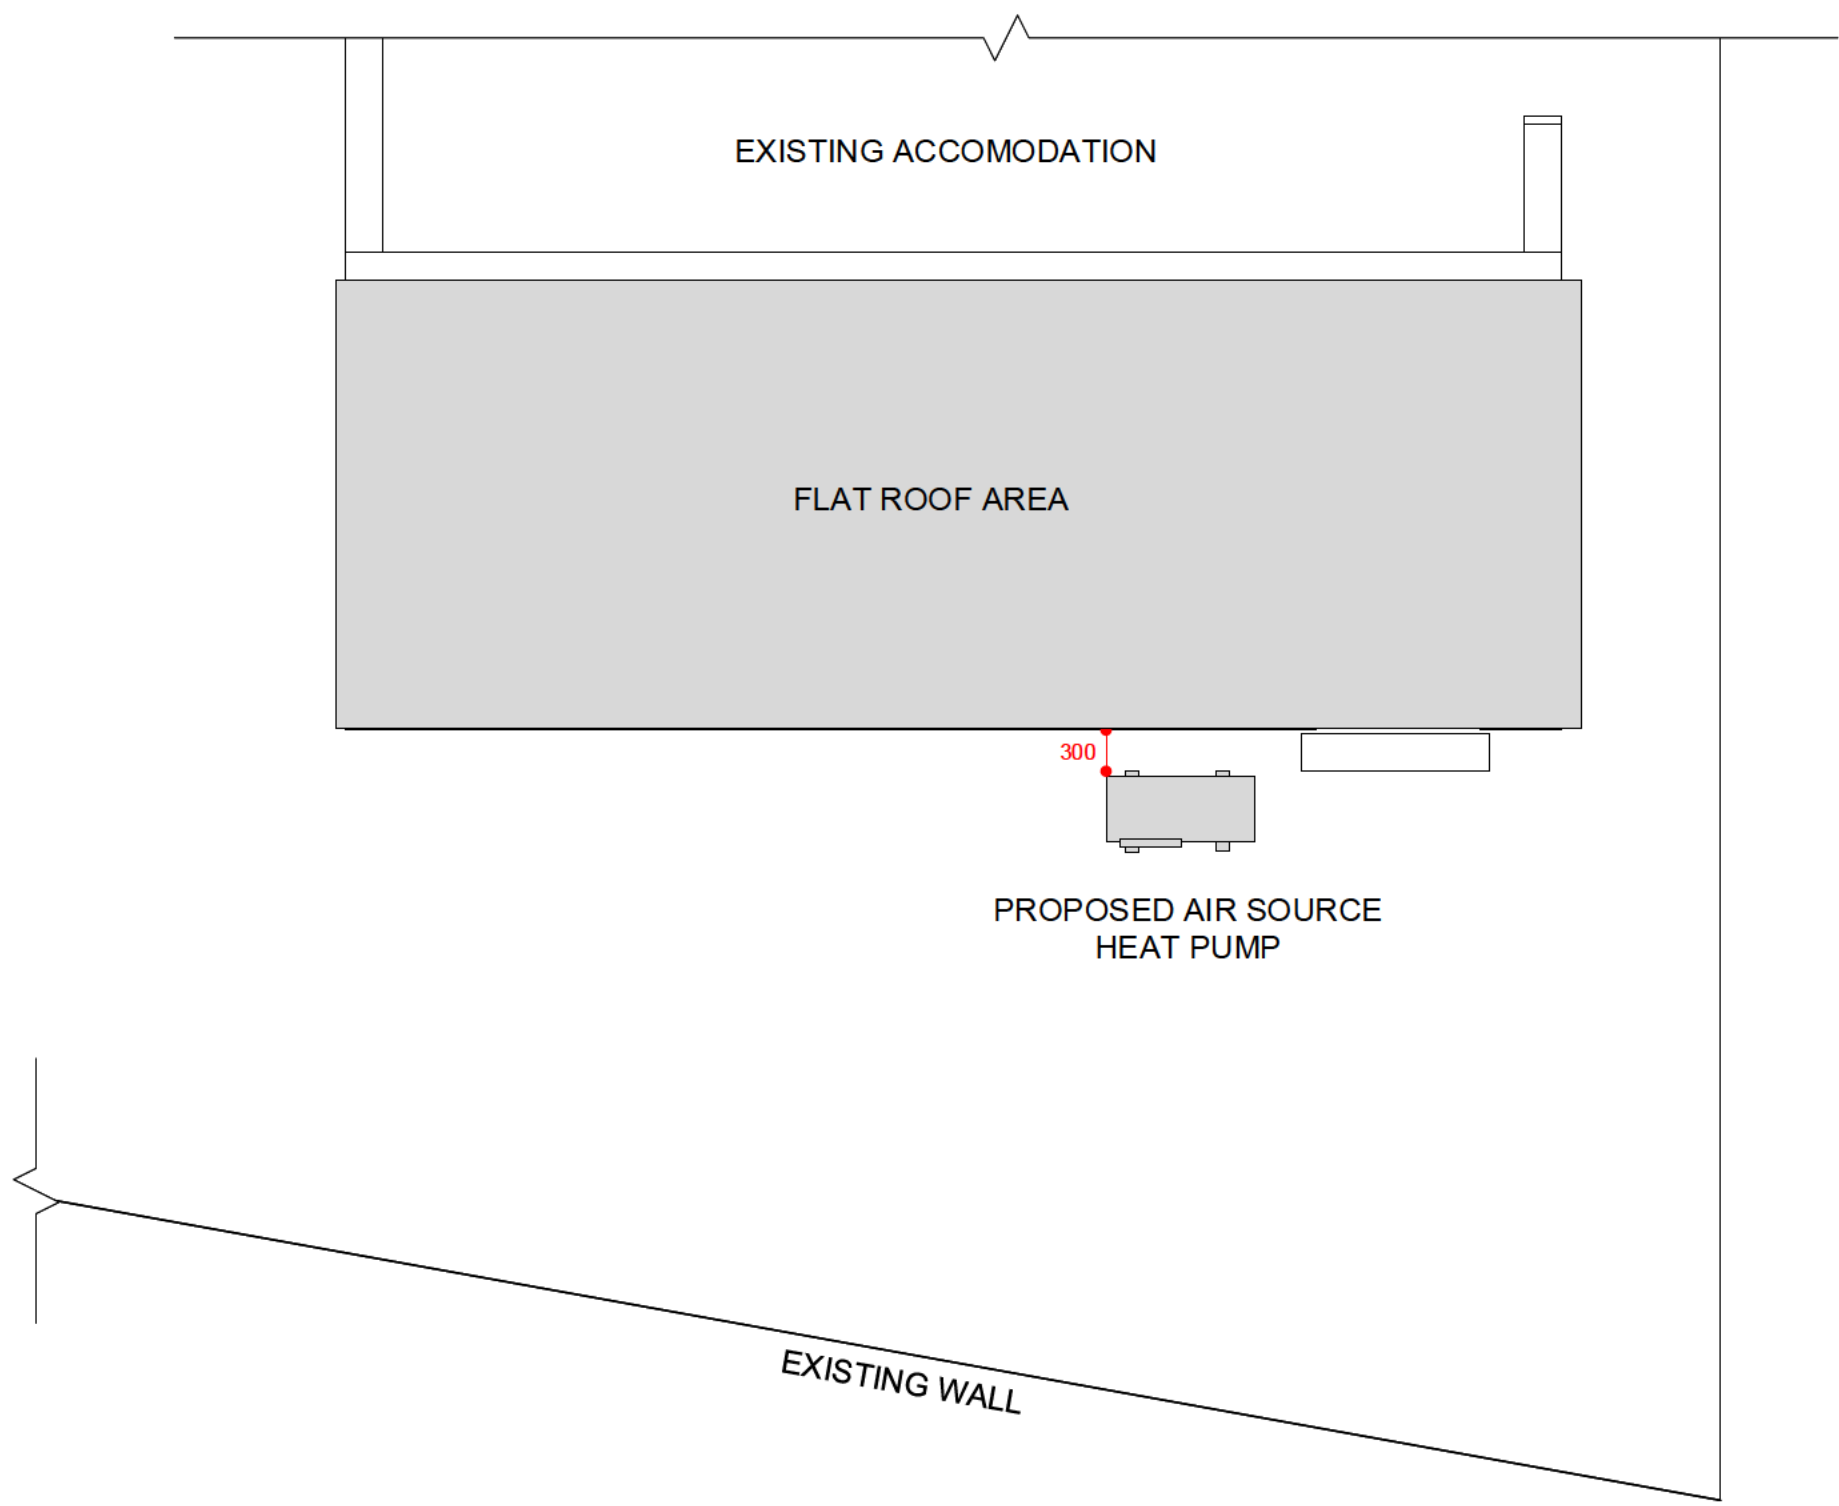 EXISTING ACCOMODATION
FLAT ROOF AREA
300
PROPOSED AIR SOURCE
HEAT PUMP
EXISTING WALL